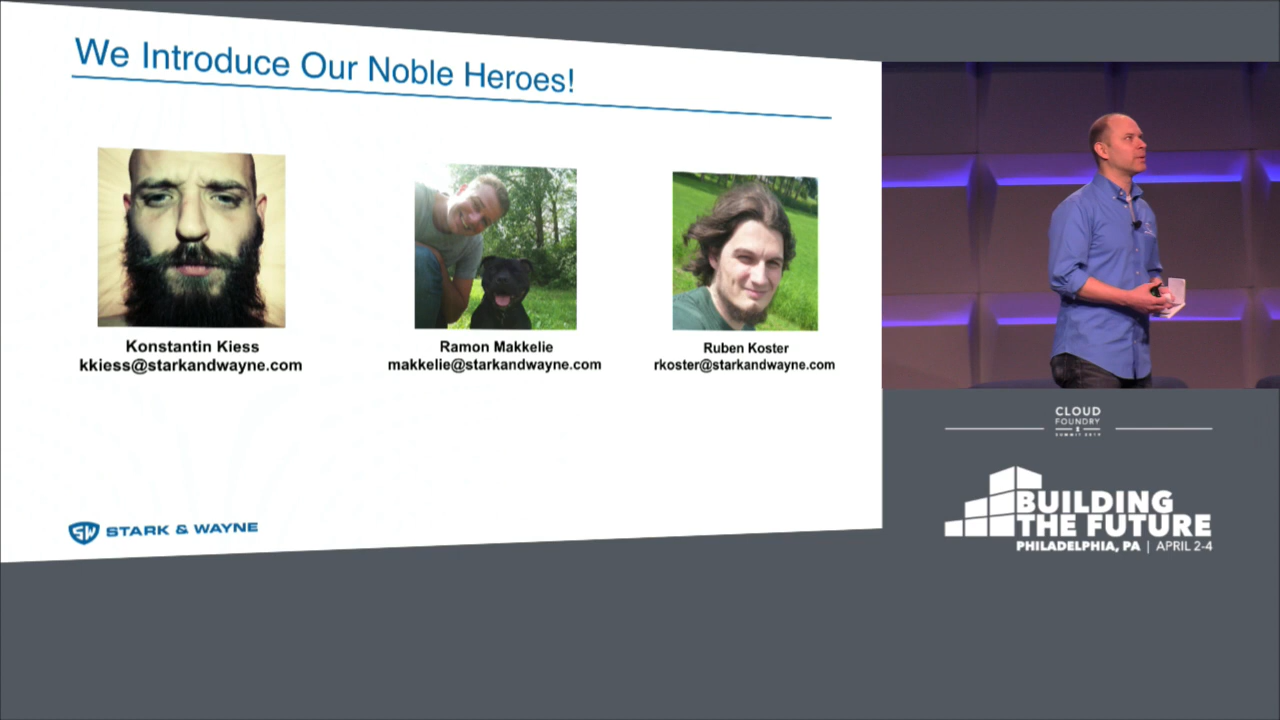 We Introduce Our Noble Heroes!
Konstantin Kiess
kkiess@starkandwayne.com
Ramon Makkelie
makkelie@starkandwayne.com
Ruben Koster
rkoster@starkandwayne.com
SW STARK & WAYNE
CLOUD
FOUNDRY
SUMMIT 2019
BUILDING
THE FUTURE
PHILADELPHIA, PA | APRIL 2-4